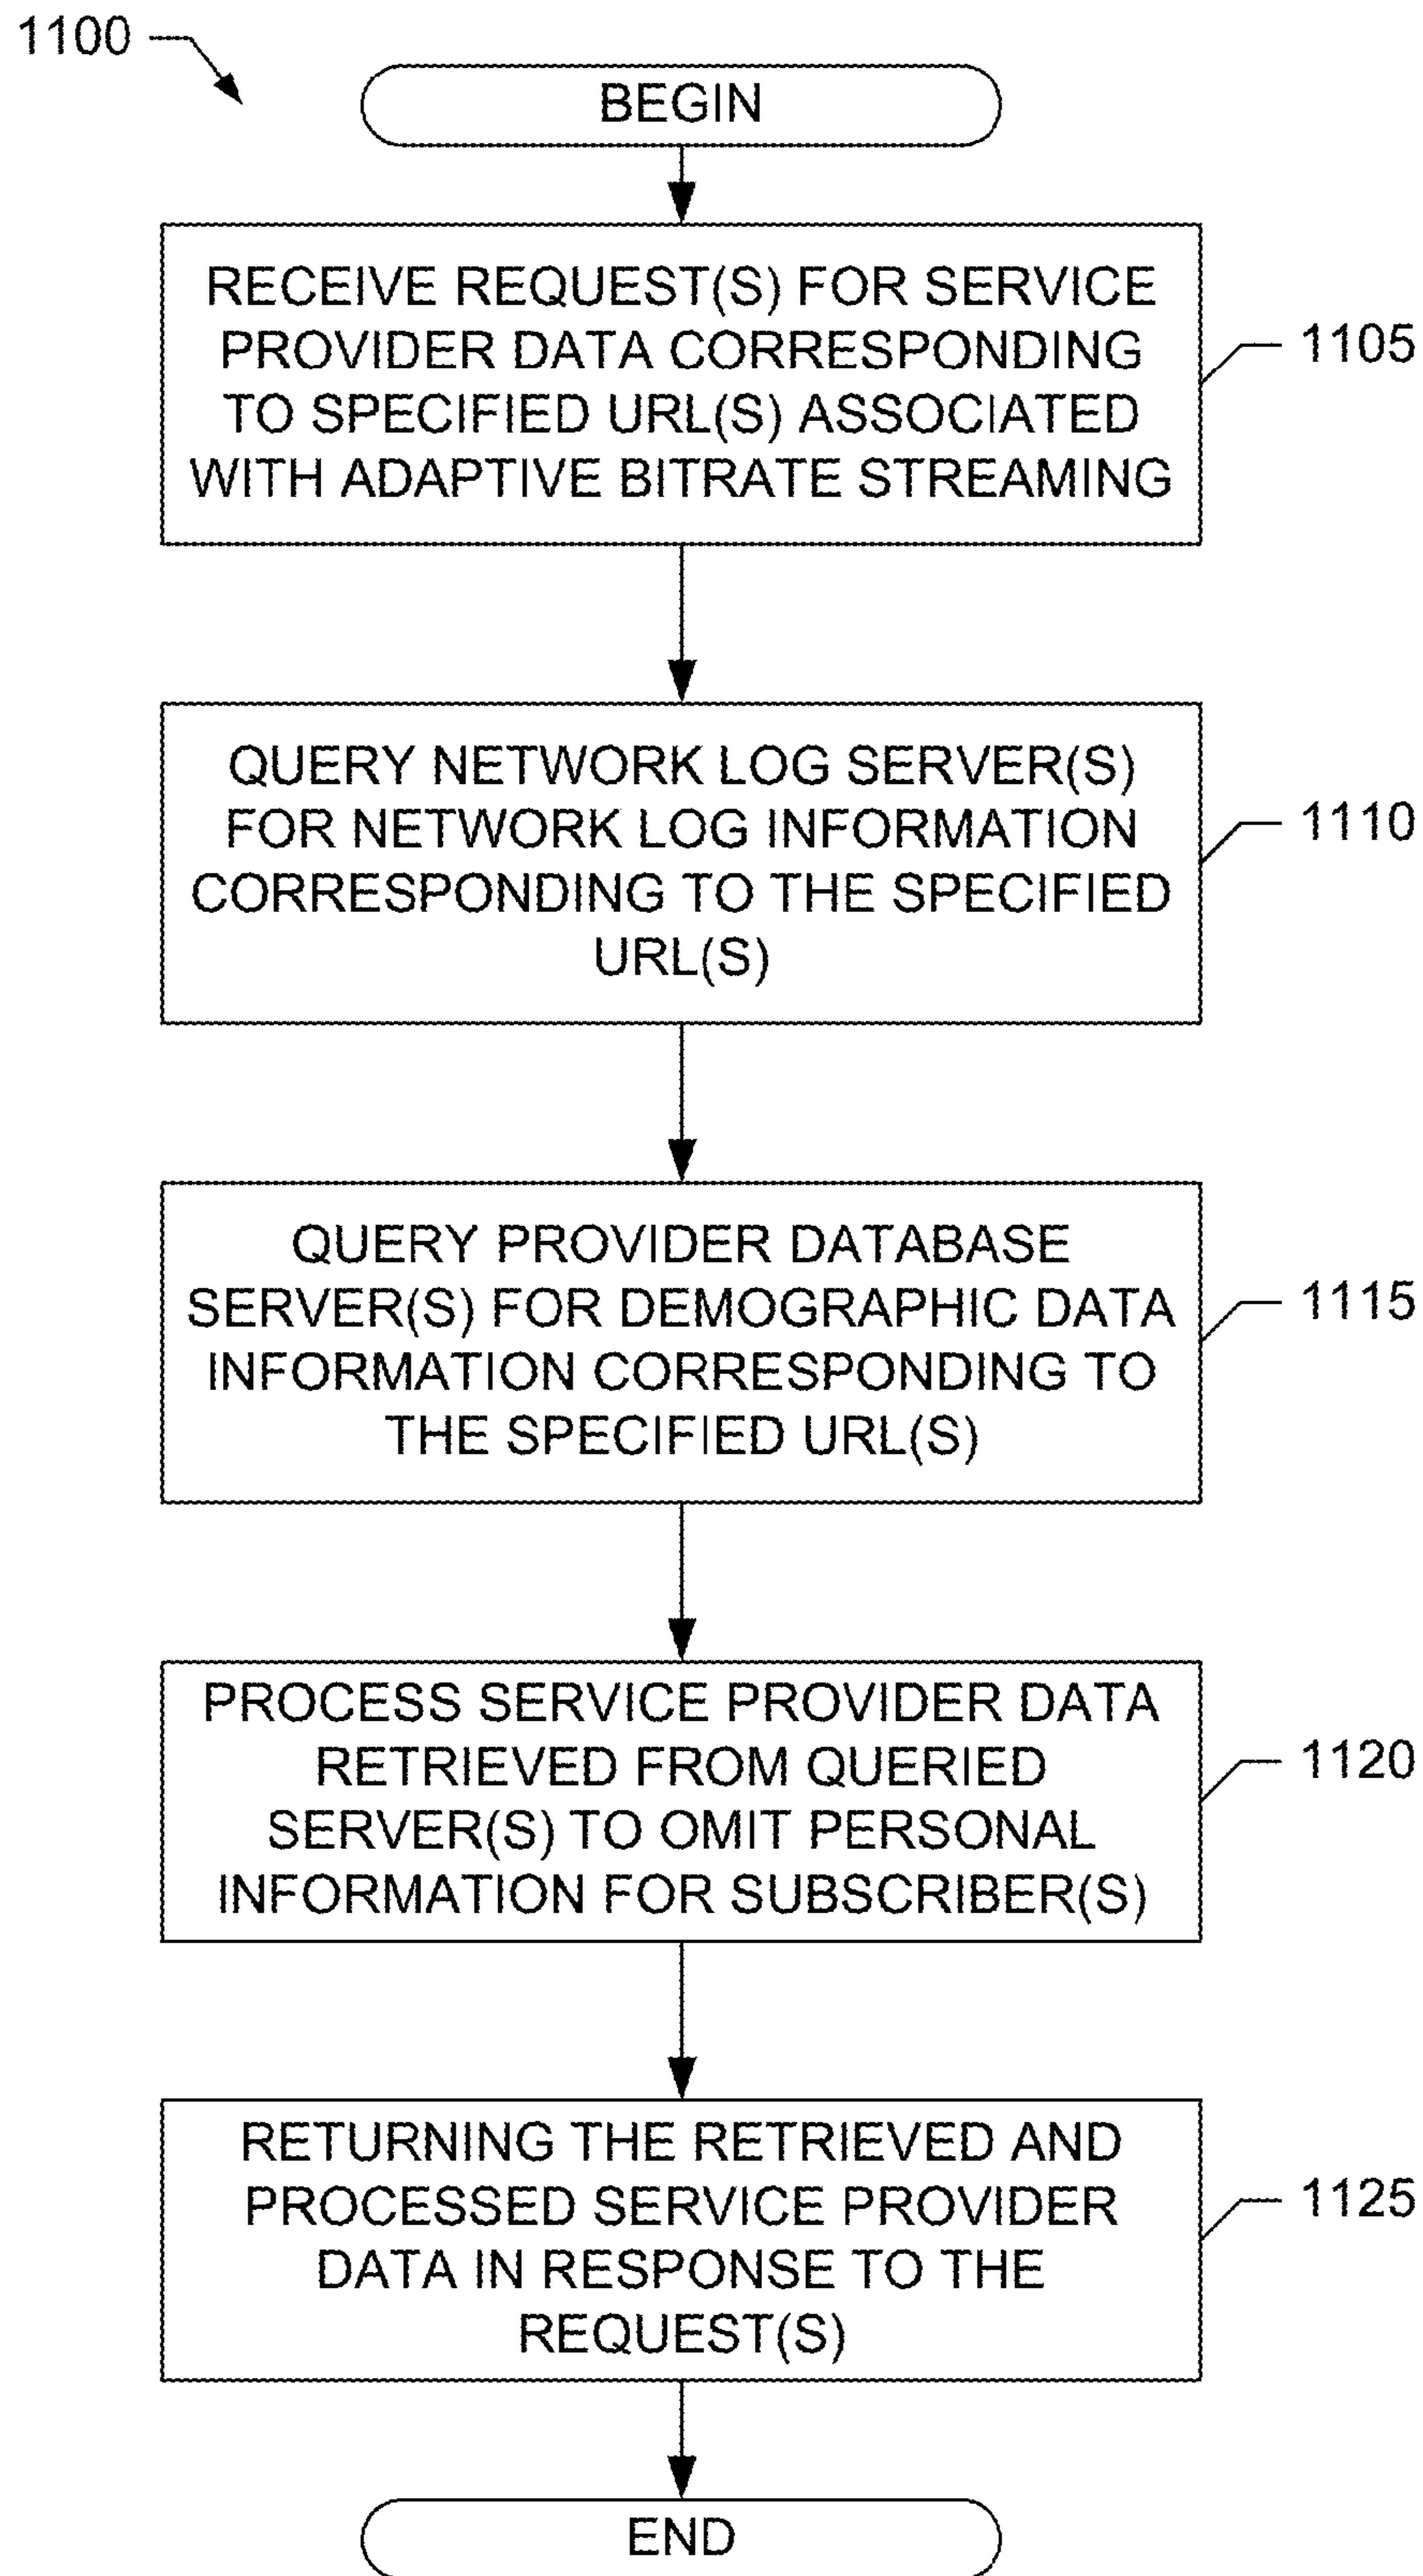 1100
BEGIN
RECEIVE REQUEST(S) FOR SERVICE
PROVIDER DATA CORRESPONDING
TO SPECIFIED URL(S) ASSOCIATED
WITH ADAPTIVE BITRATE STREAMING
1105
QUERY NETWORK LOG SERVER(S)
FOR NETWORK LOG INFORMATION
CORRESPONDING TO THE SPECIFIED
URL(S)
1110
QUERY PROVIDER DATABASE
SERVER(S) FOR DEMOGRAPHIC DATA
INFORMATION CORRESPONDING TO
THE SPECIFIED URL(S)
1115
PROCESS SERVICE PROVIDER DATA
RETRIEVED FROM QUERIED
SERVER(S) TO OMIT PERSONAL
INFORMATION FOR SUBSCRIBER(S)
1120
RETURNING THE RETRIEVED AND
PROCESSED SERVICE PROVIDER
DATA IN RESPONSE TO THE
REQUEST(S)
1125
END